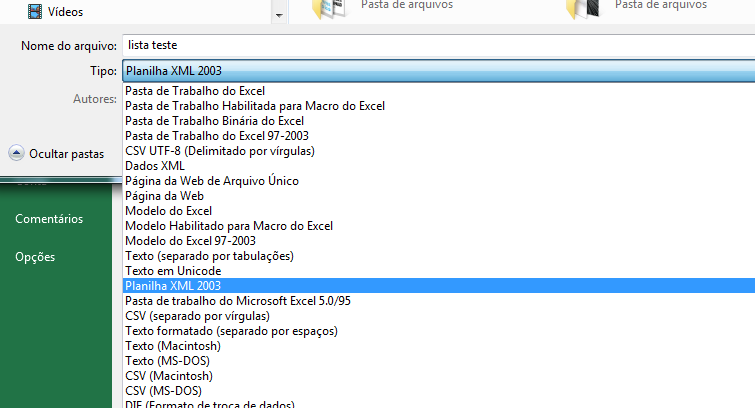 Vídeos
Pasta de arquivos
Pasta de arquivos
Nome do arquivo: lista teste
Tipo: Planilha XML 2003
Autores:
Pasta de Trabalho do Excel
Pasta de Trabalho Habilitada para Macro do Excel
Pasta de Trabalho Binária do Excel
Pasta de Trabalho do Excel 97-2003
CSV UTF-8 (Delimitado por vírgulas)
Dados XML
Página da Web de Arquivo Único
Página da Web
Modelo do Excel
Modelo Habilitado para Macro do Excel
Modelo do Excel 97-2003
Texto (separado por tabulações)
Texto em Unicode
Planilha XML 2003
Pasta de trabalho do Microsoft Excel 5.0/95
CSV (separado por vírgulas)
Texto formatado (separado por espaços)
Texto (Macintosh)
Texto (MS-DOS)
CSV (Macintosh)
CSV (MS-DOS)
DIF (Formato de troca de dados)
Ocultar pastas
Comentários
Opções